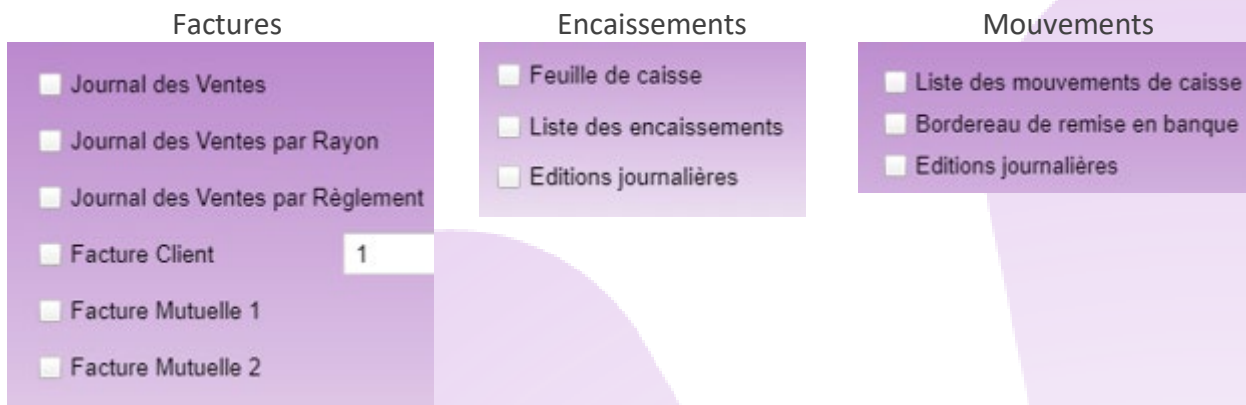 Factures
Journal des Ventes
Journal des Ventes par Rayon
Journal des Ventes par Règlement
Facture Client 1
Facture Mutuelle 1
Facture Mutuelle 2
Encaissements
Feuille de caisse
Liste des encaissements
Editions journalières
Mouvements
Liste des mouvements de caisse
Bordereau de remise en banque
Editions journalières